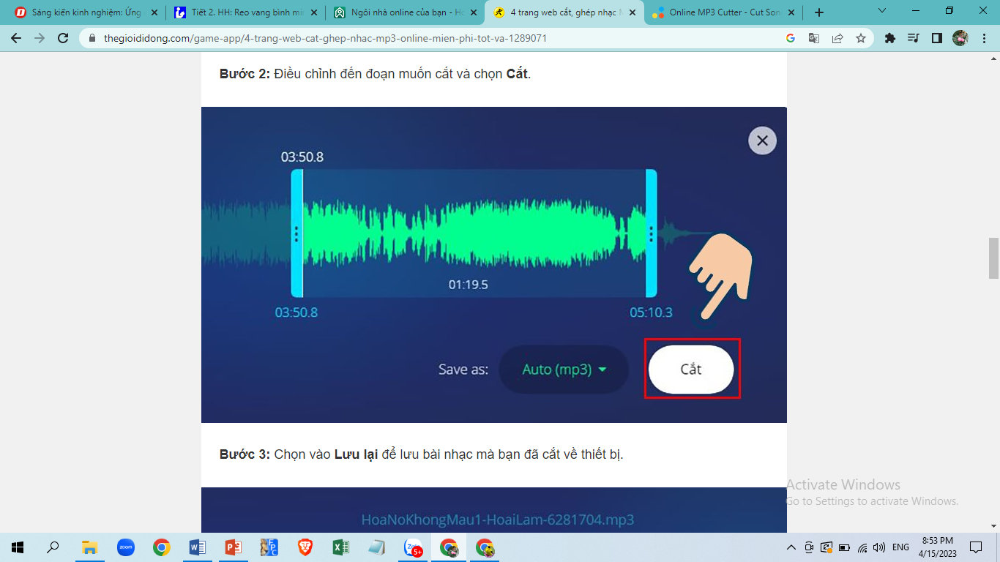 Sáng kiến kinh nghiệm: Ứng
Tiết 2. HH: Reo vang bình mi
Ngôi nhà online của bạn - Ho
4 trang web cắt, ghép nhạc M
Online MP3 Cutter - Cut Son
thegioididong.com/game-app/4-trang-web-cat-ghep-nhac-mp3-online-mien-phi-tot-va-1289071
Bước 2: Điều chỉnh đến đoạn muốn cắt và chọn Cắt.
03:50.8
01:19.5
03:50.8 05:10.3
Save as: Auto (mp3) Cắt
Bước 3: Chọn vào Lưu lại để lưu bài nhạc mà bạn đã cắt về thiết bị.
Activate Windows
Go to Settings to activate Windows.
HoaNoKhongMau1-HoaiLam-6281704.mp3
zoom
5+
ENG
8:53 PM
4/15/2023